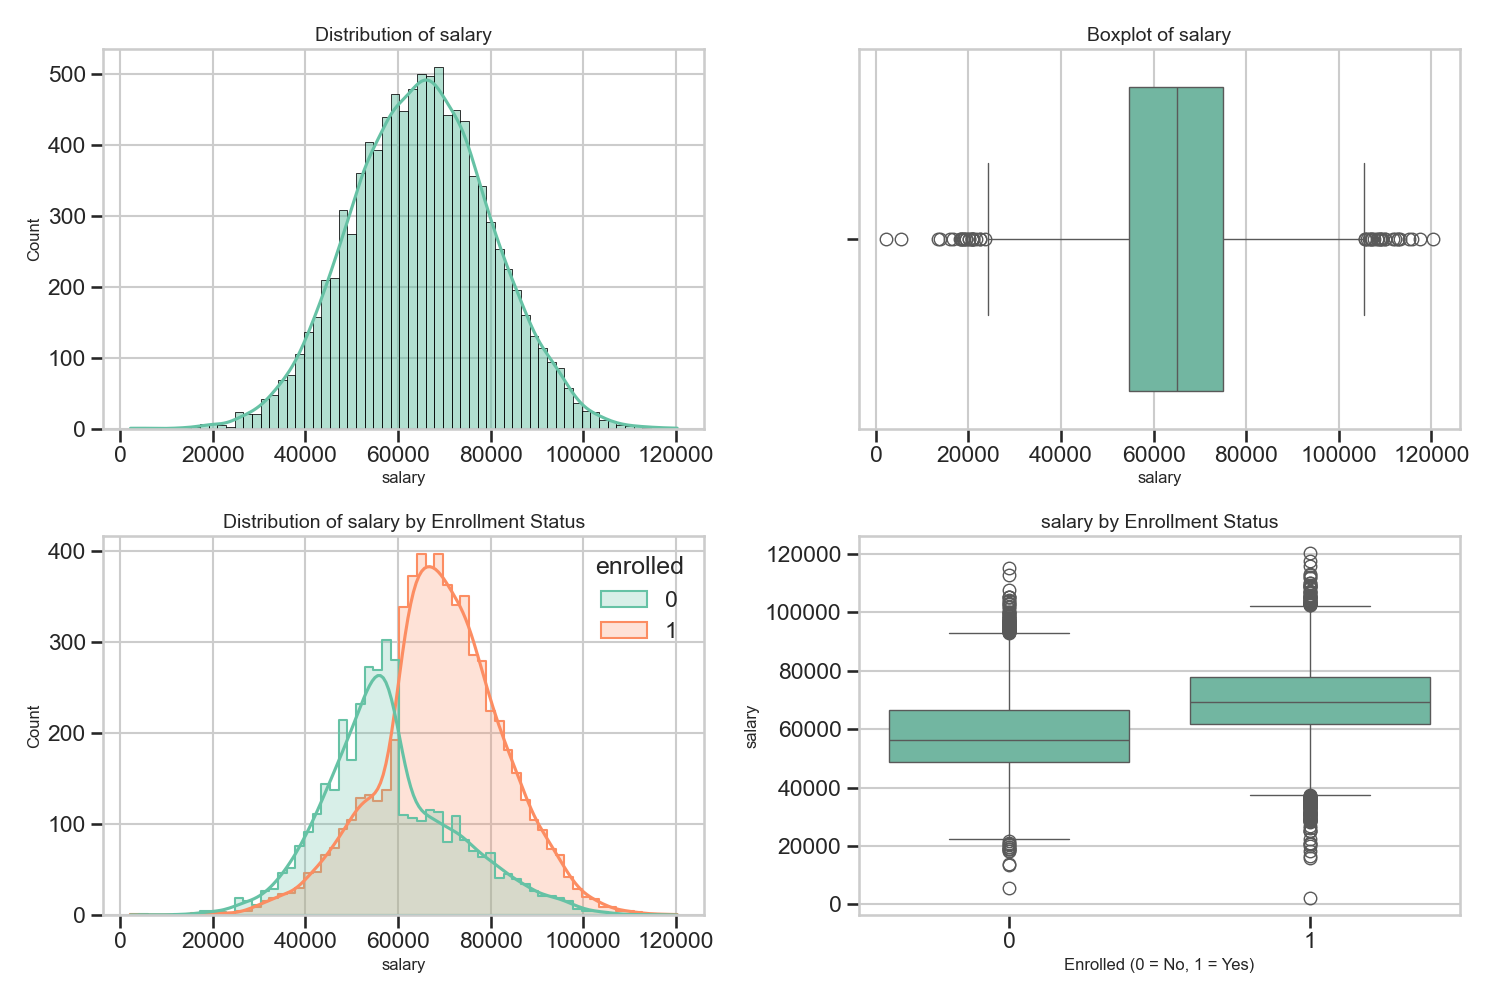 Distribution of salary
Count
500
400
300
200
100
0
0 20000 40000 60000 80000 100000 120000
salary
Boxplot of salary
0 20000 40000 60000 80000 100000 120000
salary
Distribution of salary by Enrollment Status
Count
400
300
200
100
0
enrolled
0
1
0 20000 40000 60000 80000 100000 120000
salary
salary by Enrollment Status
salary
120000
100000
80000
60000
40000
20000
0
0 1
Enrolled (0 = No, 1 = Yes)